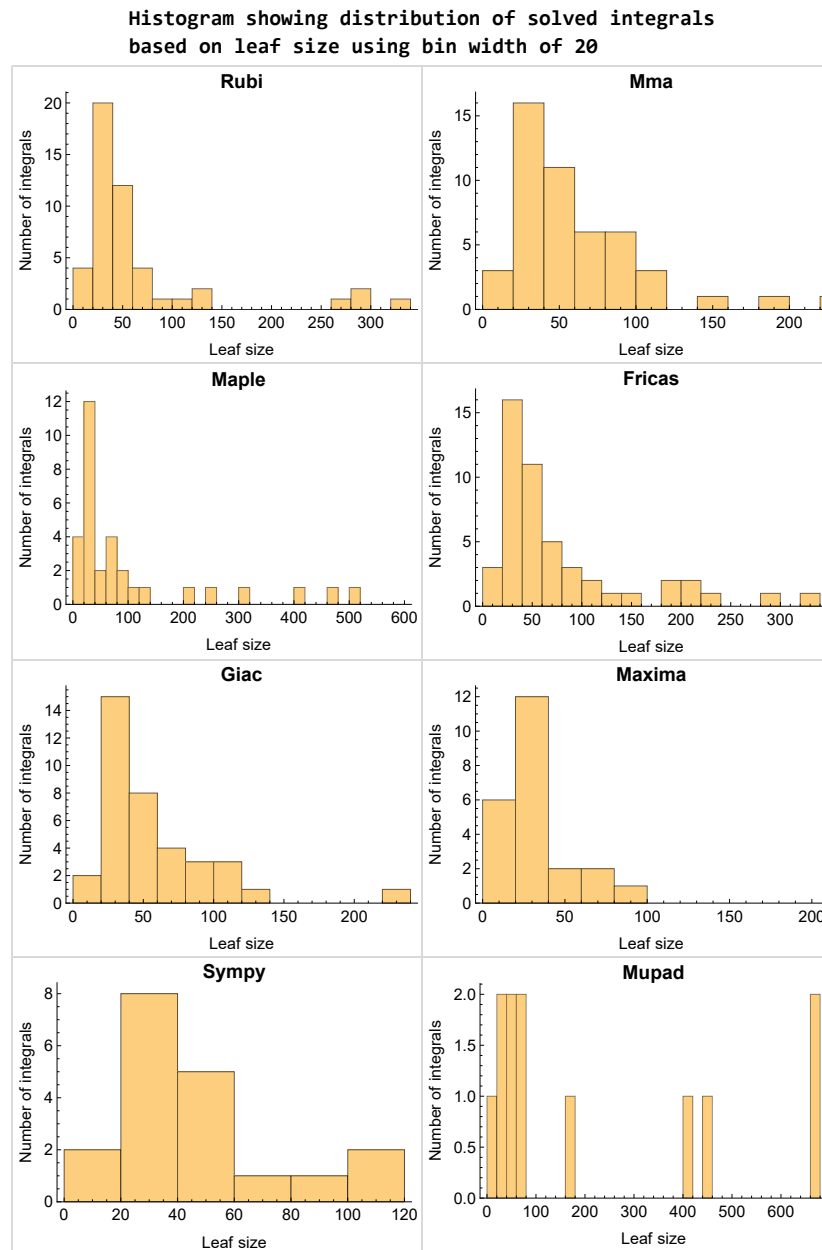 Histogram showing distribution of solved integrals
based on leaf size using bin width of 20
Rubi
Number of integrals
20
15
10
5
0
0 50 100 150 200 250 300
Leaf size
Mma
Number of integrals
15
10
5
0
0 50 100 150 200
Leaf size
Maple
Number of integrals
12
10
8
6
4
2
0
0 100 200 300 400 500 600
Leaf size
Fricas
Number of integrals
15
10
5
0
0 50 100 150 200 250 300
Leaf size
Giac
Number of integrals
14
12
10
8
6
4
2
0
0 50 100 150 200
Leaf size
Maxima
Number of integrals
12
10
8
6
4
2
0
0 50 100 150 200
Leaf size
Sympy
Number of integrals
8
6
4
2
0
0 20 40 60 80 100 120
Leaf size
Mupad
Number of integrals
2.0
1.5
1.0
0.5
0.0
0 100 200 300 400 500 600
Leaf size